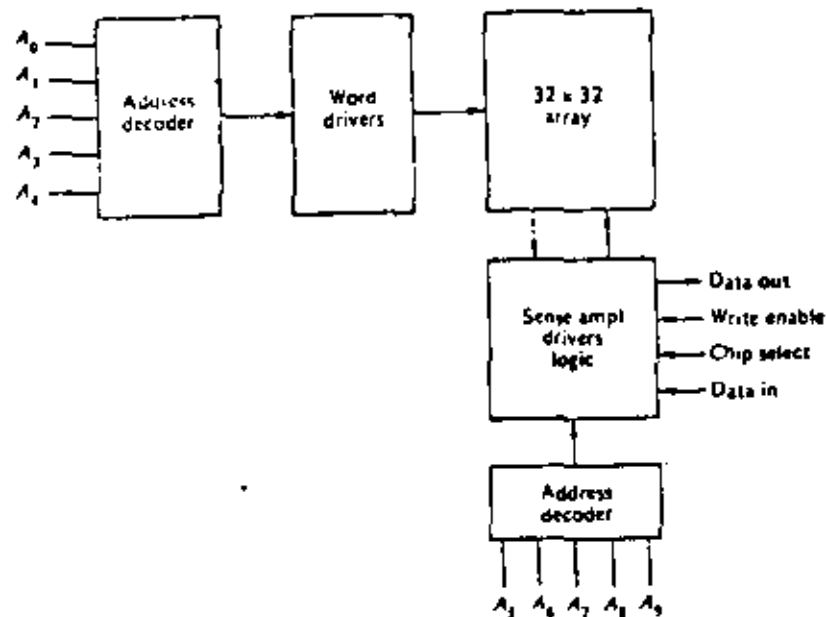 A₀
A₁
A₂
A₃
A₄
Address
decoder
Word
drivers
32 x 32
array
Sense ampl
drivers
logic
Data out
Write enable
Chip select
Data in
Address
decoder
A₅ A₆ A₇ A₈ A₉